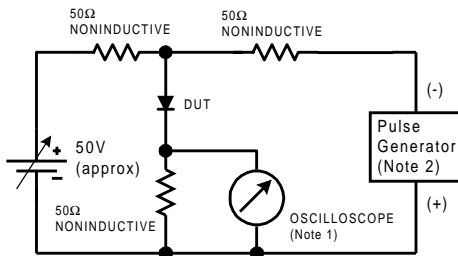 50Ω
NONINDUCTIVE
50Ω
NONINDUCTIVE
DUT
(-)
Pulse
Generator
(Note 2)
(+)
+
50V
(approx)
-
50Ω
NONINDUCTIVE
OSCILLOSCOPE
(Note 1)